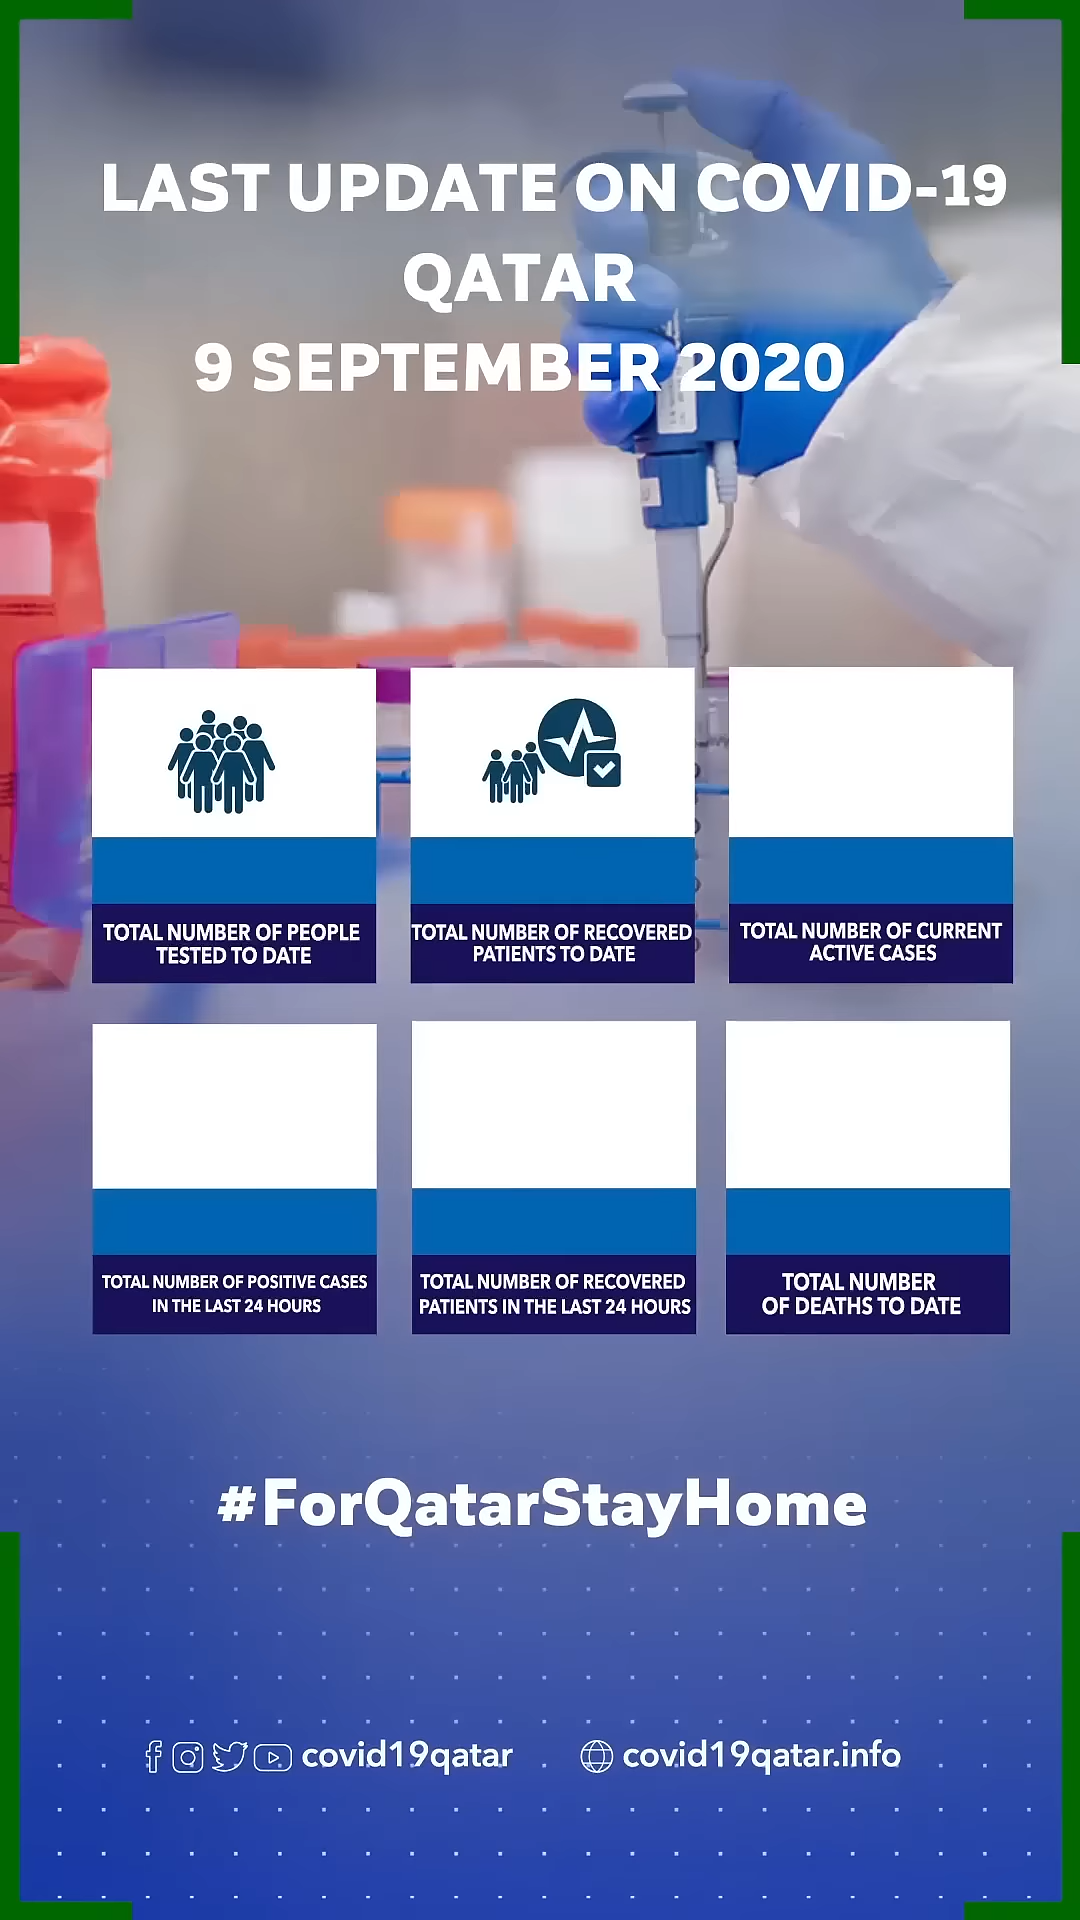 LAST UPDATE ON COVID-19
QATAR
9 SEPTEMBER 2020
TOTAL NUMBER OF PEOPLE
TESTED TO DATE
TOTAL NUMBER OF RECOVERED
PATIENTS TO DATE
TOTAL NUMBER OF CURRENT
ACTIVE CASES
TOTAL NUMBER OF POSITIVE CASES
IN THE LAST 24 HOURS
TOTAL NUMBER OF RECOVERED
PATIENTS IN THE LAST 24 HOURS
TOTAL NUMBER
OF DEATHS TO DATE
#ForQatarStayHome
covid19qatar
covid19qatar.info